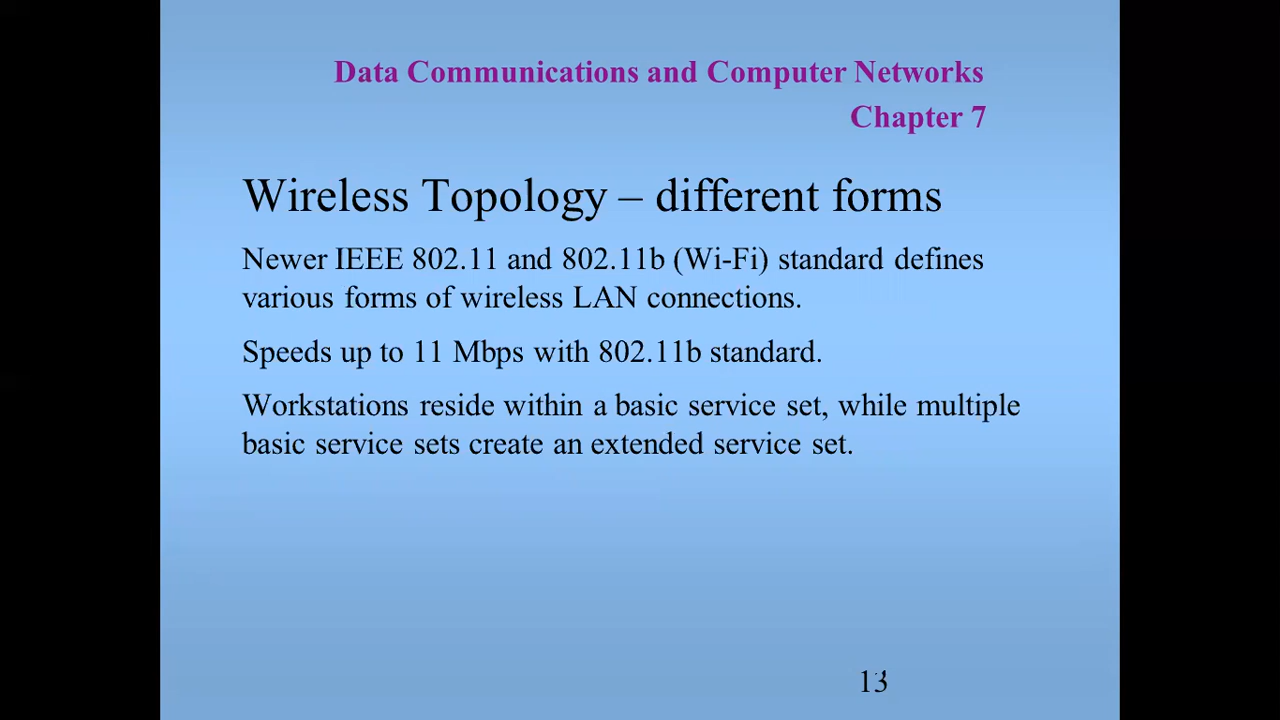 Data Communications and Computer Networks
Chapter 7
Wireless Topology – different forms
Newer IEEE 802.11 and 802.11b (Wi-Fi) standard defines
various forms of wireless LAN connections.
Speeds up to 11 Mbps with 802.11b standard.
Workstations reside within a basic service set, while multiple
basic service sets create an extended service set.
13